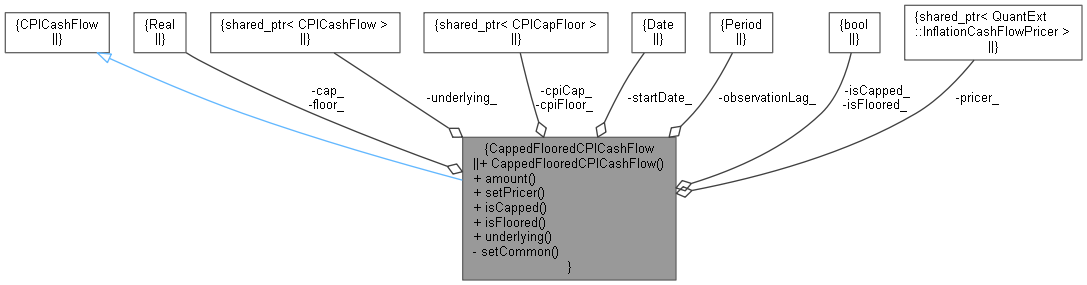 {CPICashFlow
||}
{Real
||}
{shared_ptr< CPICashFlow >
||}
{shared_ptr< CPICapFloor >
||}
{Date
||}
{Period
||}
{bool
||}
{shared_ptr< QuantExt
::InflationCashFlowPricer >
||}
-cap_
-floor_
-underlying_
-cpiCap_
-cpiFloor_
-startDate_
-observationLag_
-isCapped_
-isFloored_
-pricer_
{CappedFlooredCPICashFlow
||+ CappedFlooredCPICashFlow()
+ amount()
+ setPricer()
+ isCapped()
+ isFloored()
+ underlying()
- setCommon()
}